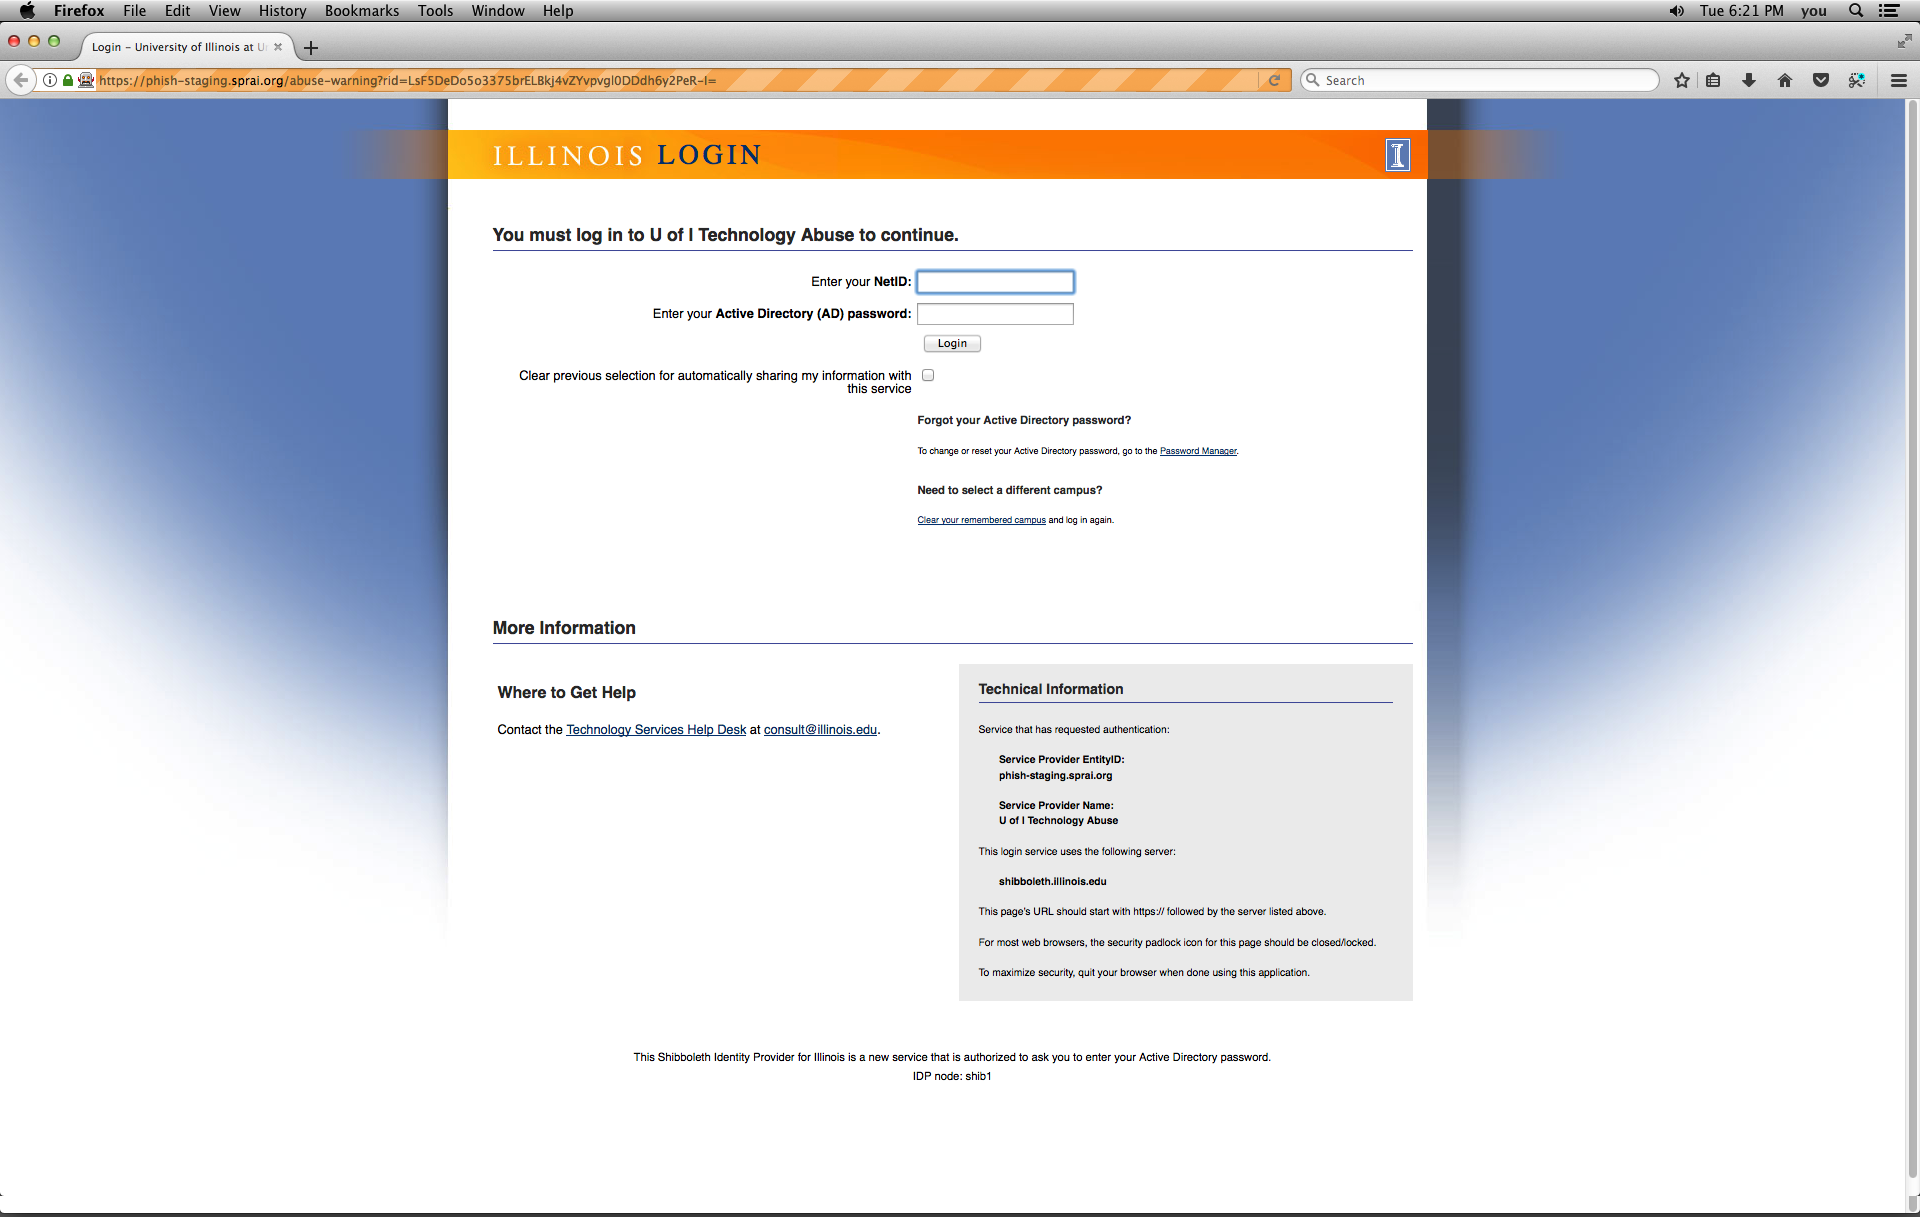 Firefox File Edit View History Bookmarks Tools Window Help Tue 6:21 PM you
Login – University of Illinois at U
https://phish-staging.sprai.org/abuse-warning?rid=LsF5DeDo5o3375brELBkj4vZYvpvgl0DDdh6y2PeR-I= Search
ILLINOIS LOGIN
You must log in to U of I Technology Abuse to continue.
Enter your NetID:
Enter your Active Directory (AD) password:
Login
Clear previous selection for automatically sharing my information with
this service
Forgot your Active Directory password?
To change or reset your Active Directory password, go to the Password Manager.
Need to select a different campus?
Clear your remembered campus and log in again.
More Information
Where to Get Help
Contact the Technology Services Help Desk at consult@illinois.edu.
Technical Information
Service that has requested authentication:
Service Provider EntityID:
phish-staging.sprai.org
Service Provider Name:
U of I Technology Abuse
This login service uses the following server:
shibboleth.illinois.edu
This page's URL should start with https:// followed by the server listed above.
For most web browsers, the security padlock icon for this page should be closed/locked.
To maximize security, quit your browser when done using this application.
This Shibboleth Identity Provider for Illinois is a new service that is authorized to ask you to enter your Active Directory password.
IDP node: shib1